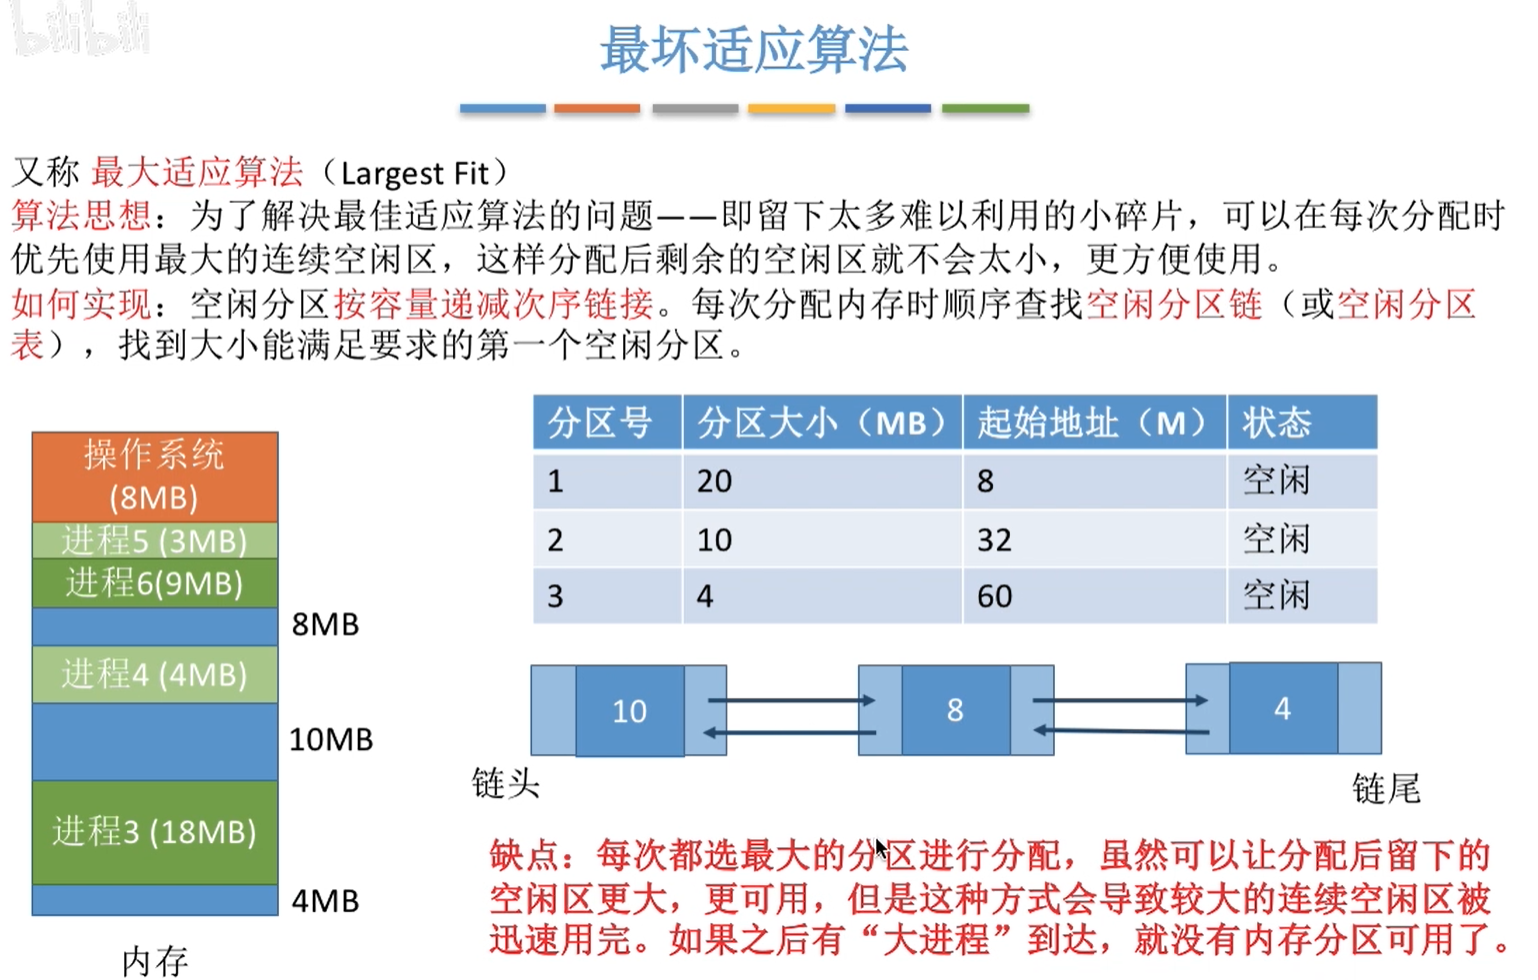 bilibili
最坏适应算法
又称 最大适应算法（Largest Fit）
算法思想：为了解决最佳适应算法的问题——即留下太多难以利用的小碎片，可以在每次分配时
优先使用最大的连续空闲区，这样分配后剩余的空闲区就不会太小，更方便使用。
如何实现：空闲分区按容量递减次序链接。每次分配内存时顺序查找空闲分区链（或空闲分区
表），找到大小能满足要求的第一个空闲分区。
操作系统
(8MB)
进程5 (3MB)
进程6(9MB)
8MB
进程4 (4MB)
10MB
进程3 (18MB)
4MB
内存
分区号 分区大小（MB） 起始地址（M） 状态
1 20 8 空闲
2 10 32 空闲
3 4 60 空闲
10 8 4
链头 链尾
缺点：每次都选最大的分区进行分配，虽然可以让分配后留下的
空闲区更大，更可用，但是这种方式会导致较大的连续空闲区被
迅速用完。如果之后有“大进程”到达，就没有内存分区可用了。